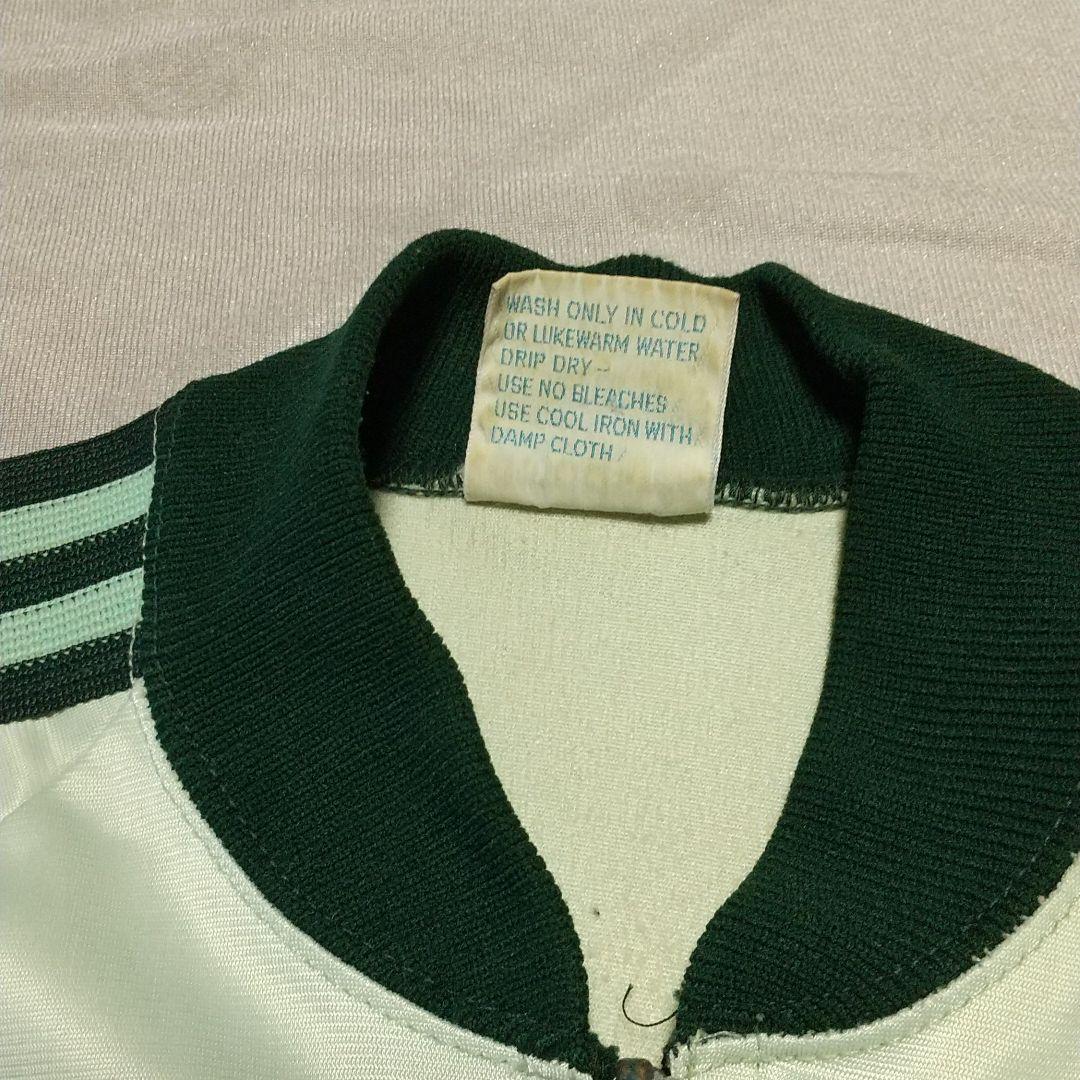 WASH ONLY IN COLD
OR LUKEWARM WATER
DRIP DRY –
USE NO BLEACHES
USE COOL IRON WITH
DAMP CLOTH